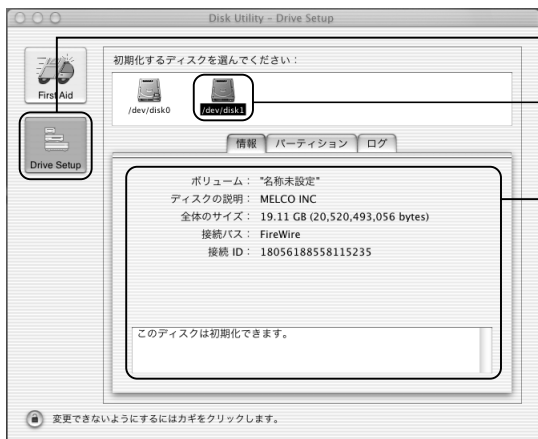 Disk Utility - Drive Setup
First Aid
Drive Setup
初期化するディスクを選んでください：
/dev/disk0
/dev/disk1
情報
パーティション
ログ
ボリューム： "名称未設定"
ディスクの説明： MELCO INC
全体のサイズ： 19.11 GB (20,520,493,056 bytes)
接続バス： FireWire
接続 ID： 18056188558115235
このディスクは初期化できます。
変更できないようにするにはカギをクリックします。